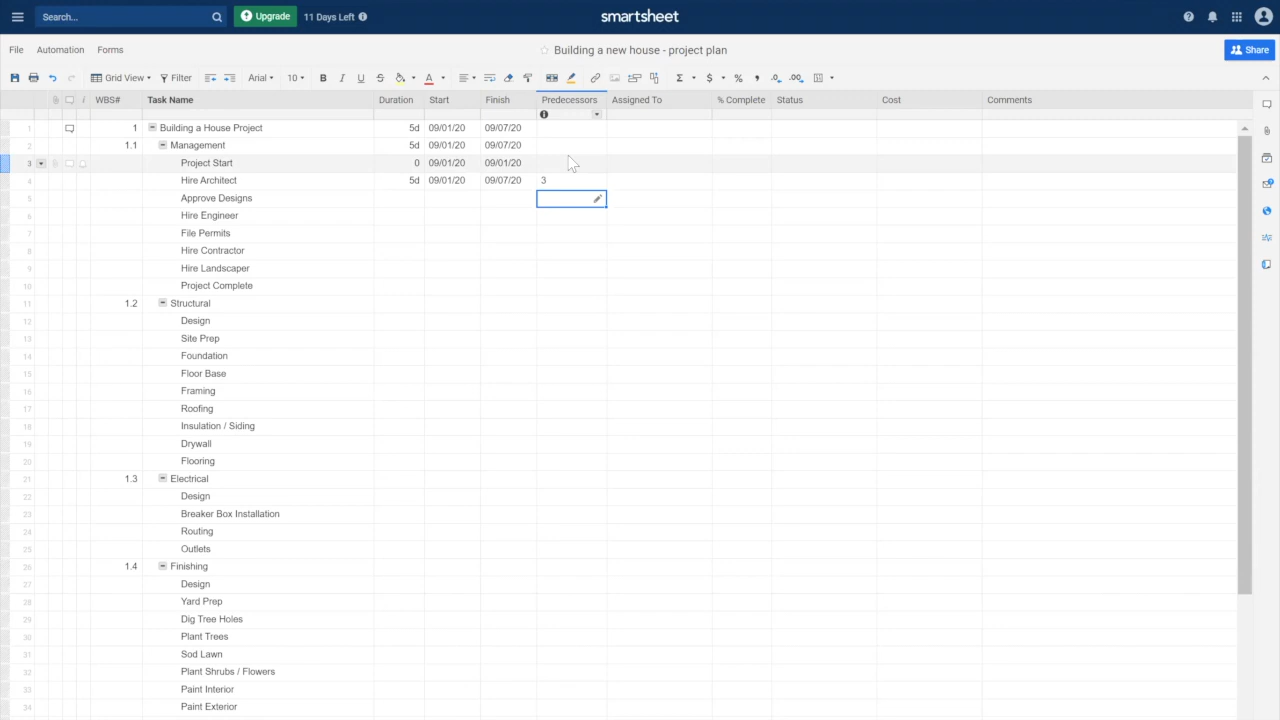 Search... Upgrade 11 Days Left smartsheet
File Automation Forms Building a new house - project plan Share
Grid View Filter Arial 10 B I U S A Σ $ % , .0 .00
WBS# Task Name Duration Start Finish Predecessors Assigned To % Complete Status Cost Comments
1 1 Building a House Project 5d 09/01/20 09/07/20
2 1.1 Management 5d 09/01/20 09/07/20
3 Project Start 0 09/01/20 09/01/20
4 Hire Architect 5d 09/01/20 09/07/20 3
5 Approve Designs
6 Hire Engineer
7 File Permits
8 Hire Contractor
9 Hire Landscaper
10 Project Complete
11 1.2 Structural
12 Design
13 Site Prep
14 Foundation
15 Floor Base
16 Framing
17 Roofing
18 Insulation / Siding
19 Drywall
20 Flooring
21 1.3 Electrical
22 Design
23 Breaker Box Installation
24 Routing
25 Outlets
26 1.4 Finishing
27 Design
28 Yard Prep
29 Dig Tree Holes
30 Plant Trees
31 Sod Lawn
32 Plant Shrubs / Flowers
33 Paint Interior
34 Paint Exterior